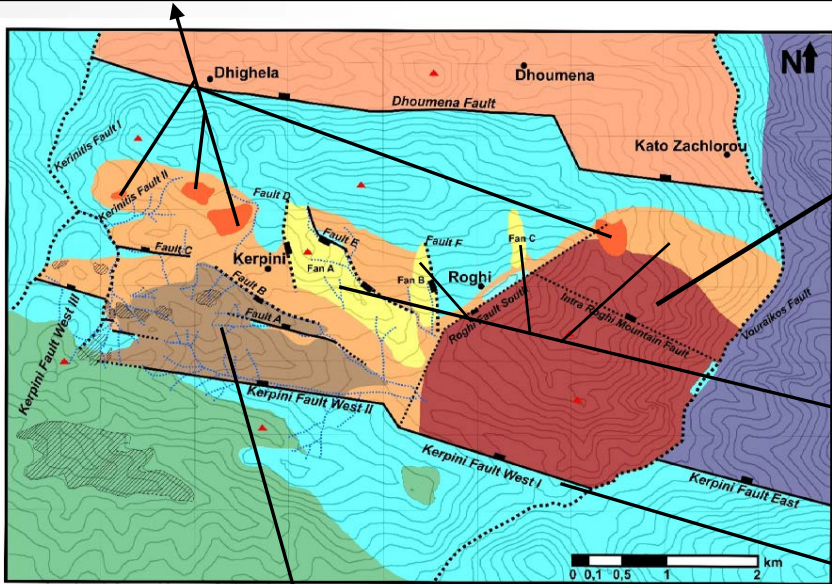 N
Dhighela
Dhoumena
Dhoumena Fault
Kerinitis Fault I
Kato Zachlorou
Kerinitis Fault II
Fault D
Fault E
Fault F
Fan C
Fault C
Kerpini
Fan A
Fan B
Roghi
Fault B
Fault A
Roghi Fault South
Intra Roghi Mountain Fault
Vouraikos Fault
Kerpini Fault West III
Kerpini Fault West II
Kerpini Fault West I
Kerpini Fault East
km
0 0,1 0,5 1 2